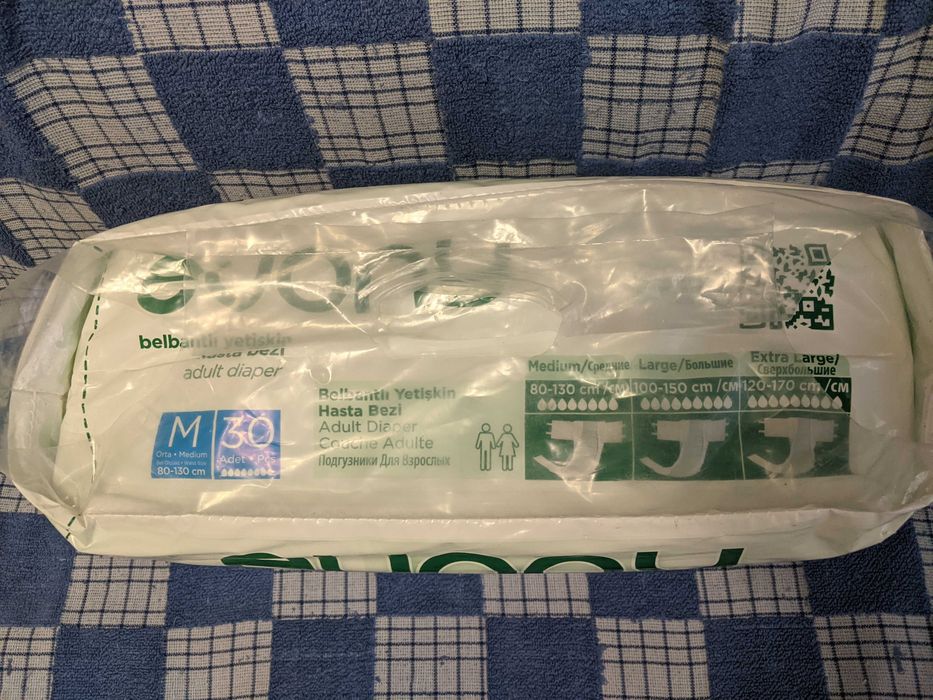 evony
belbantlı yetişkin
hasta bezi
adult diaper
M
Orta • Medium
80-130 cm
30
Adet • Pcs
Belbantlı Yetişkin
Hasta Bezi
Adult Diaper
Couche Adulte
Подгузники Для Взрослых
Medium/Средние
80-130 cm /см
Large/Большие
100-150 cm /см
Extra Large/
Сверхбольшие
120-170 cm /см
evony